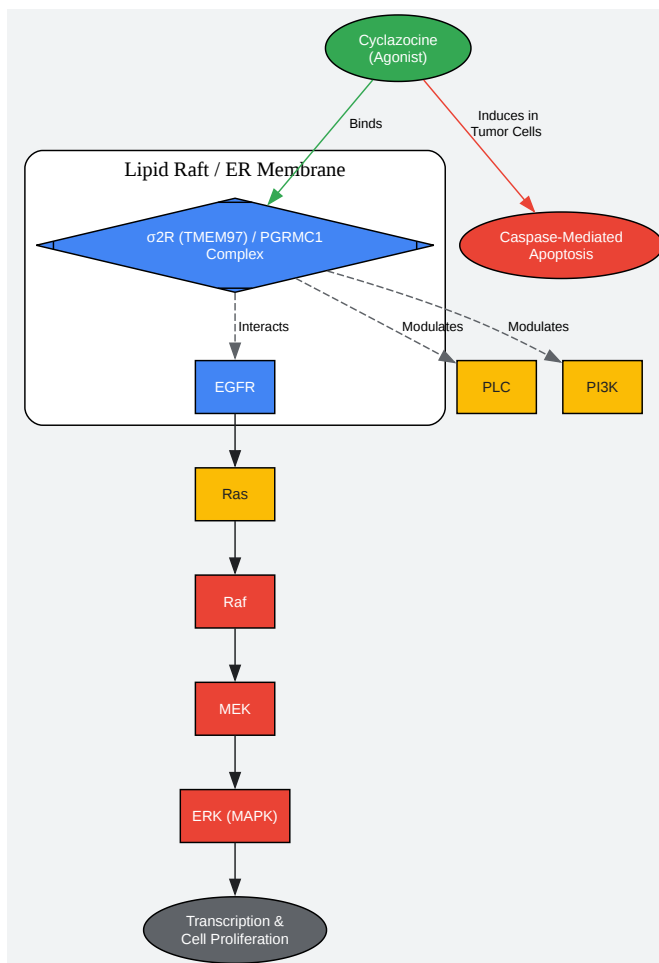 Cyclazocine
(Agonist)
Binds
Induces in
Tumor Cells
Lipid Raft / ER Membrane
σ2R (TMEM97) / PGRMC1
Complex
Caspase-Mediated
Apoptosis
Interacts
Modulates
Modulates
EGFR
PLC
PI3K
Ras
Raf
MEK
ERK (MAPK)
Transcription &
Cell Proliferation